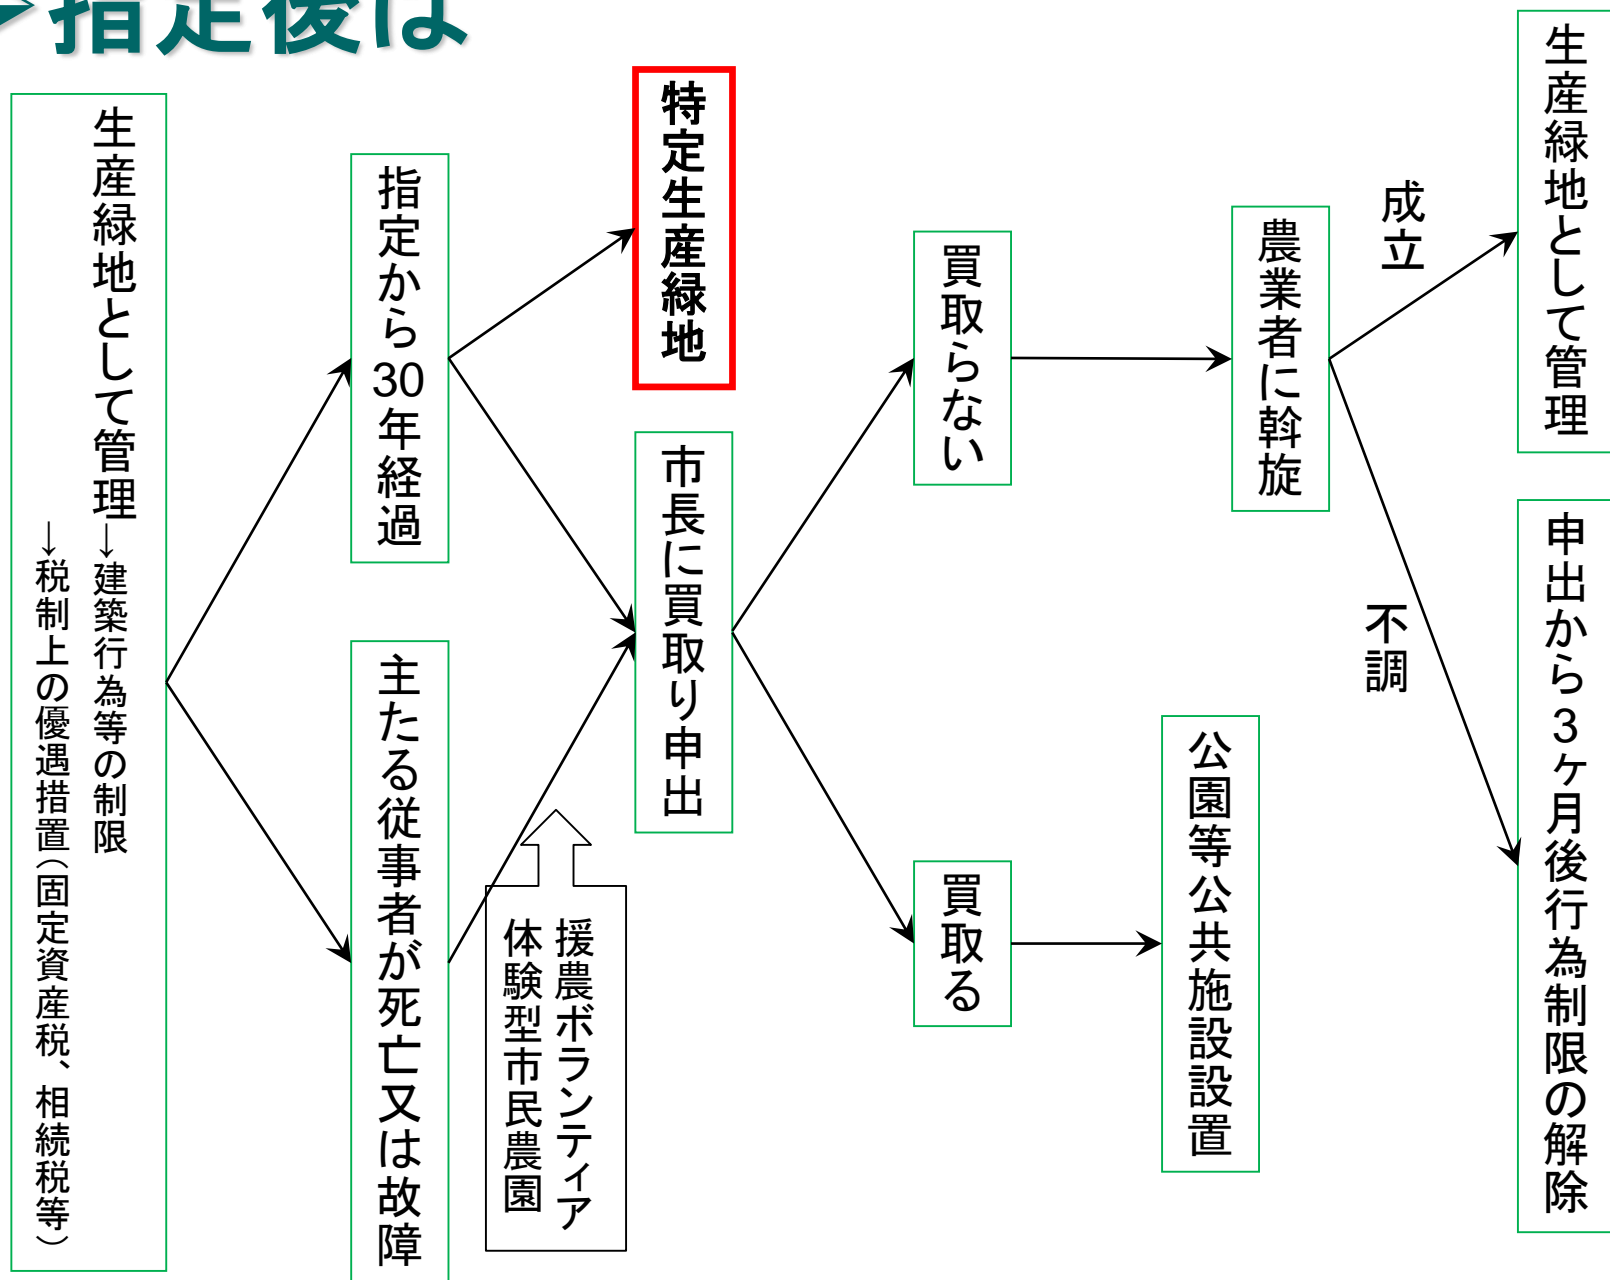 指定後は
生産緑地として管理→建築行為等の制限
→税制上の優遇措置(固定資産税、相続税等)
指定から30年経過
主たる従事者が死亡又は故障
特定生産緑地
市長に買取り申出
援農ボランティア
体験型市民農園
買取らない
買取る
農業者に斡旋
公園等公共施設設置
成立
不調
生産緑地として管理
申出から3ヶ月後行為制限の解除